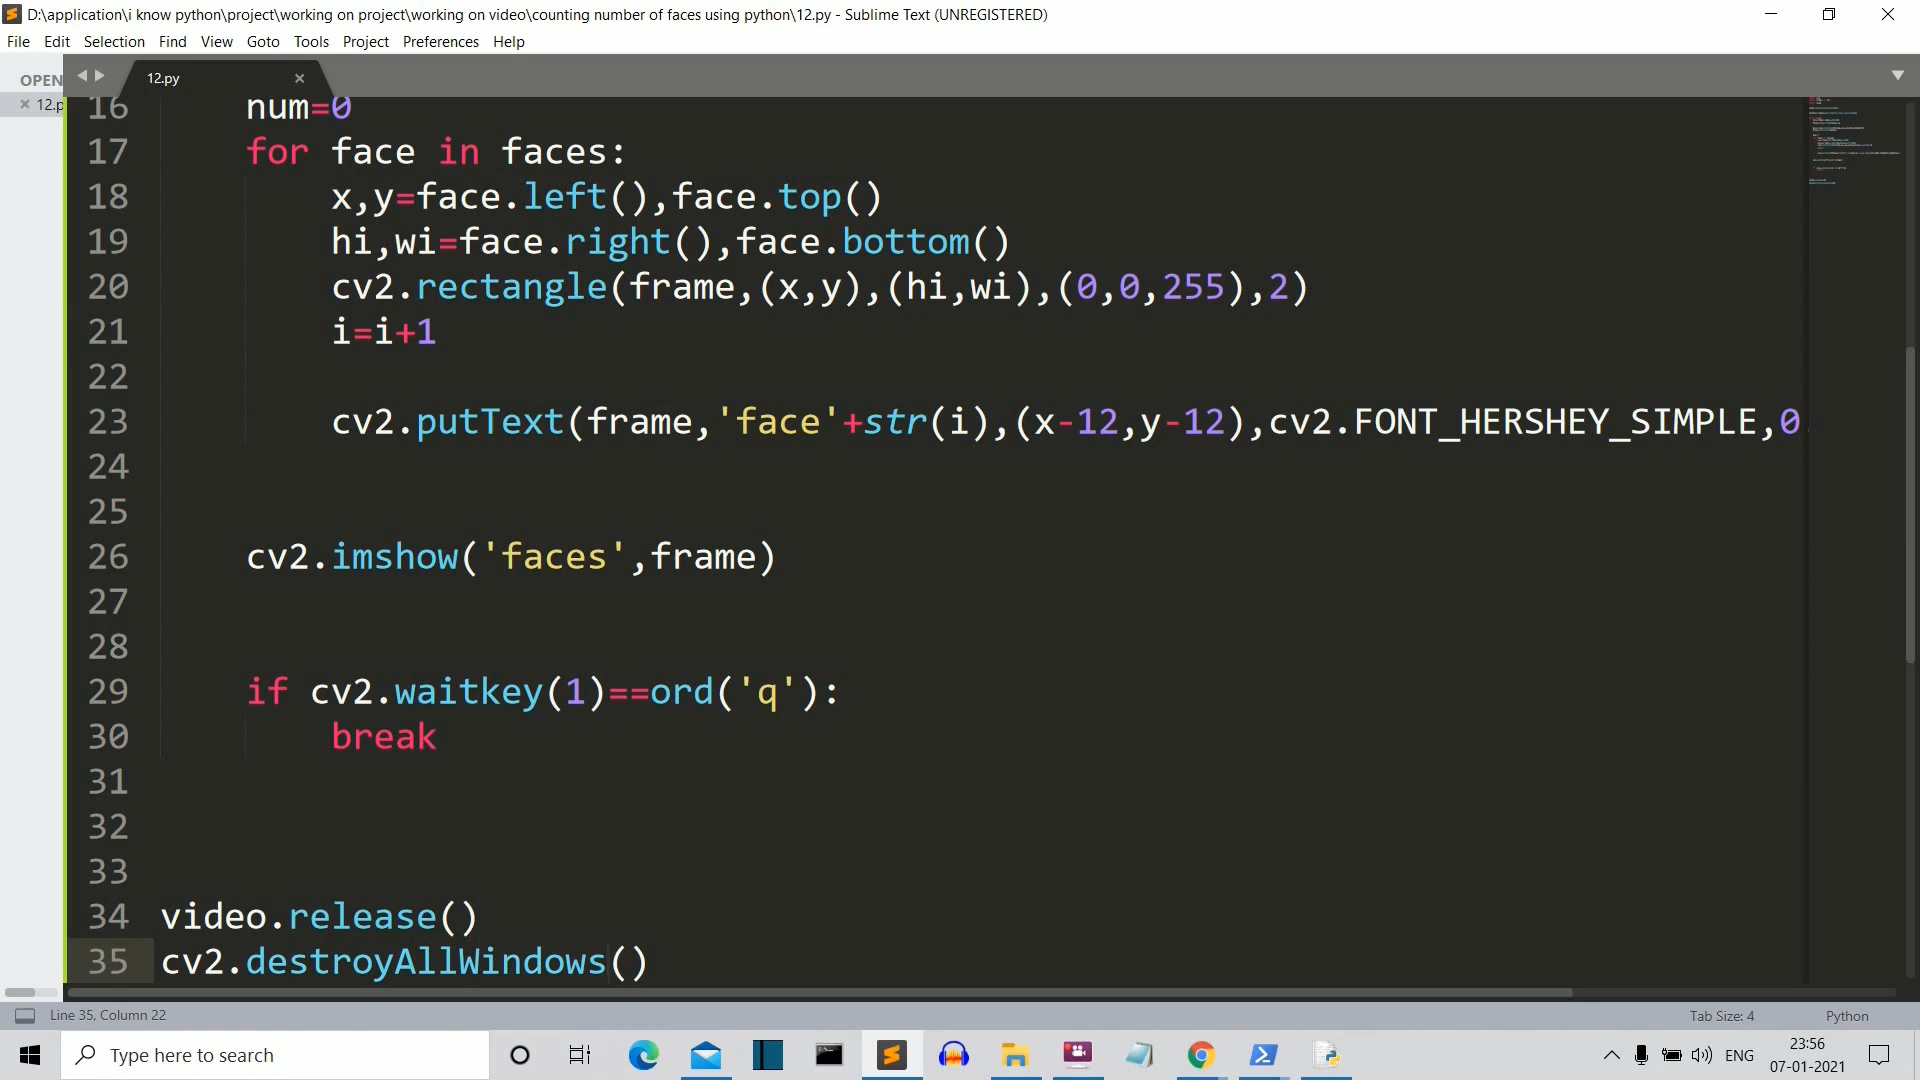 D:\application\i know python\project\working on project\working on video\counting number of faces using python\12.py - Sublime Text (UNREGISTERED)
File Edit Selection Find View Goto Tools Project Preferences Help
OPEN
12.py
12.p
16 num=0
17 for face in faces:
18 x,y=face.left(),face.top()
19 hi,wi=face.right(),face.bottom()
20 cv2.rectangle(frame,(x,y),(hi,wi),(0,0,255),2)
21 i=i+1
22
23 cv2.putText(frame,'face'+str(i),(x-12,y-12),cv2.FONT_HERSHEY_SIMPLE,0
24
25
26 cv2.imshow('faces',frame)
27
28
29 if cv2.waitkey(1)==ord('q'):
30 break
31
32
33
34 video.release()
35 cv2.destroyAllWindows()
Line 35, Column 22
Tab Size: 4
Python
Type here to search
ENG
23:56
07-01-2021